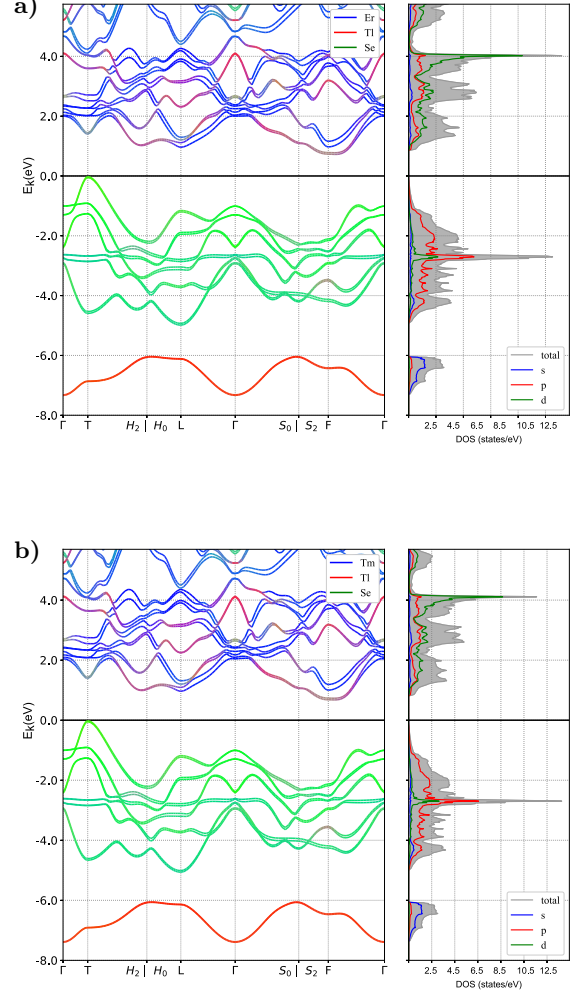 a)
Er
Tl
Se
E_k(eV)
4.0
2.0
0.0
-2.0
-4.0
-6.0
-8.0
Γ T H_2 | H_0 L Γ S_0 | S_2 F Γ
total
s
p
d
2.5 4.5 6.5 8.5 10.5 12.5
DOS (states/eV)
b)
Tm
Tl
Se
E_k(eV)
4.0
2.0
0.0
-2.0
-4.0
-6.0
-8.0
Γ T H_2 | H_0 L Γ S_0 | S_2 F Γ
total
s
p
d
2.5 4.5 6.5 8.5 10.5 12.5
DOS (states/eV)